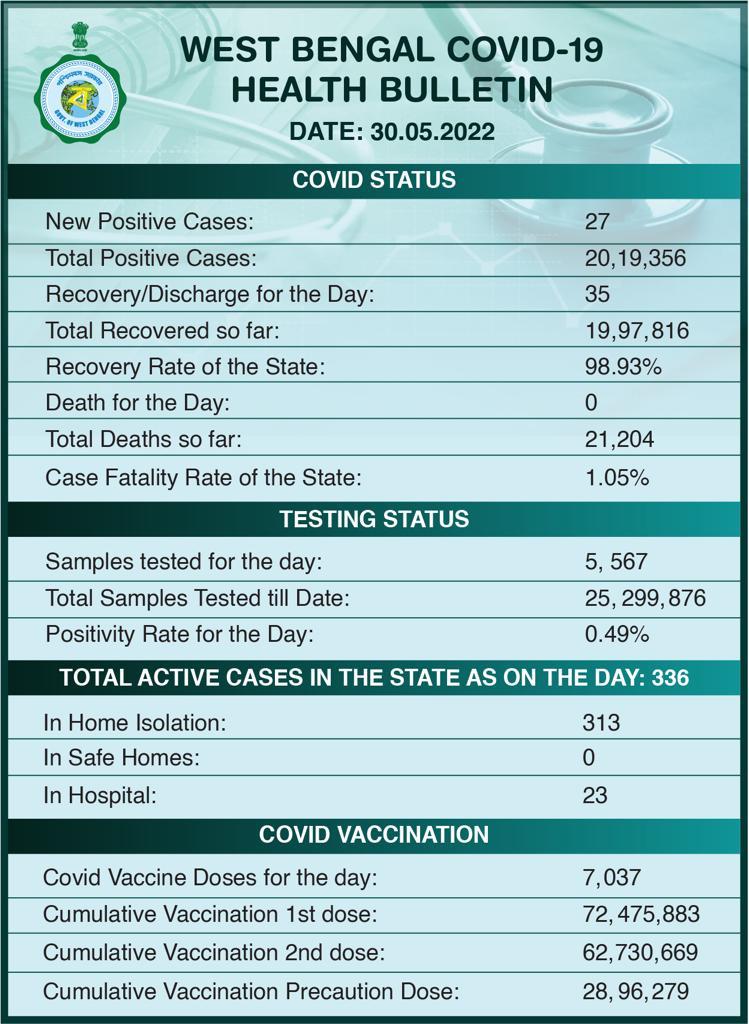 WEST BENGAL COVID-19
HEALTH BULLETIN
DATE: 30.05.2022
পশ্চিমবঙ্গ সরকার
ব
GOVT. OF WEST BENGAL
COVID STATUS
New Positive Cases: 27
Total Positive Cases: 20,19,356
Recovery/Discharge for the Day: 35
Total Recovered so far: 19,97,816
Recovery Rate of the State: 98.93%
Death for the Day: 0
Total Deaths so far: 21,204
Case Fatality Rate of the State: 1.05%
TESTING STATUS
Samples tested for the day: 5, 567
Total Samples Tested till Date: 25, 299,876
Positivity Rate for the Day: 0.49%
TOTAL ACTIVE CASES IN THE STATE AS ON THE DAY: 336
In Home Isolation: 313
In Safe Homes: 0
In Hospital: 23
COVID VACCINATION
Covid Vaccine Doses for the day: 7,037
Cumulative Vaccination 1st dose: 72, 475,883
Cumulative Vaccination 2nd dose: 62,730,669
Cumulative Vaccination Precaution Dose: 28, 96,279